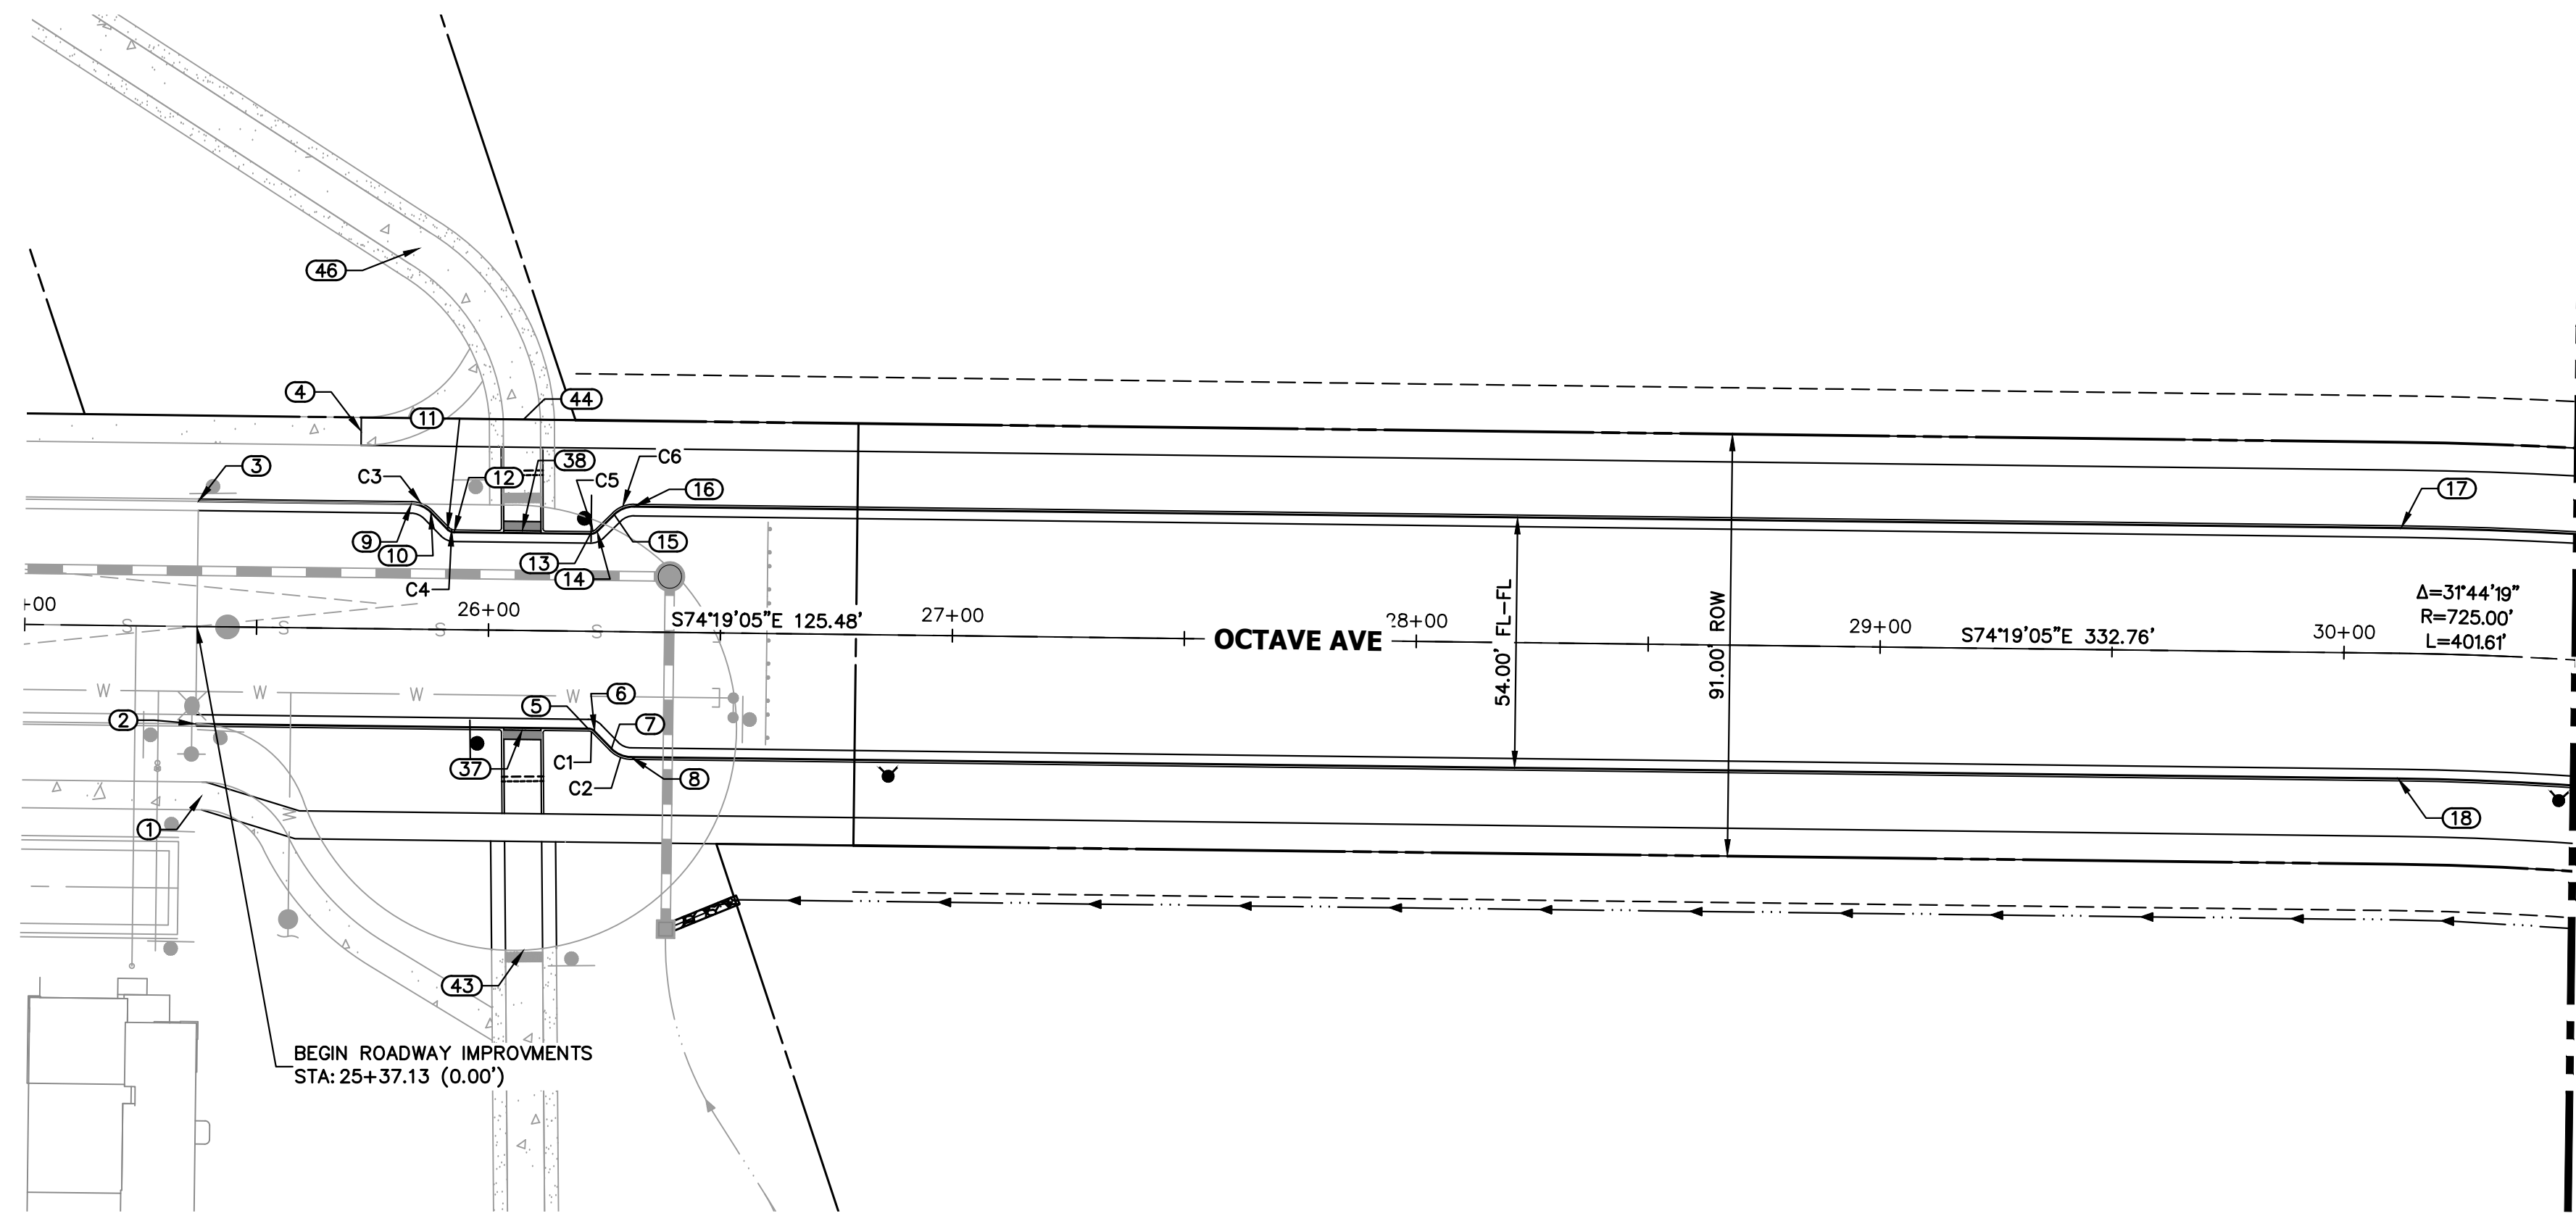 46
4
11
44
3
C3
12
38
C6
C5
16
17
9
10
C4
13
14
15
+00
26+00
S74°19'05"E 125.48'
27+00
OCTAVE AVE
28+00
54.00' FL-FL
91.00' ROW
29+00
S74°19'05"E 332.76'
30+00
Δ=31°44'19"
R=725.00'
L=401.61'
S
S
S
S
W
W
W
W
W
2
5
6
7
37
C1
C2
8
1
18
43
BEGIN ROADWAY IMPROVMENTS
STA: 25+37.13 (0.00')